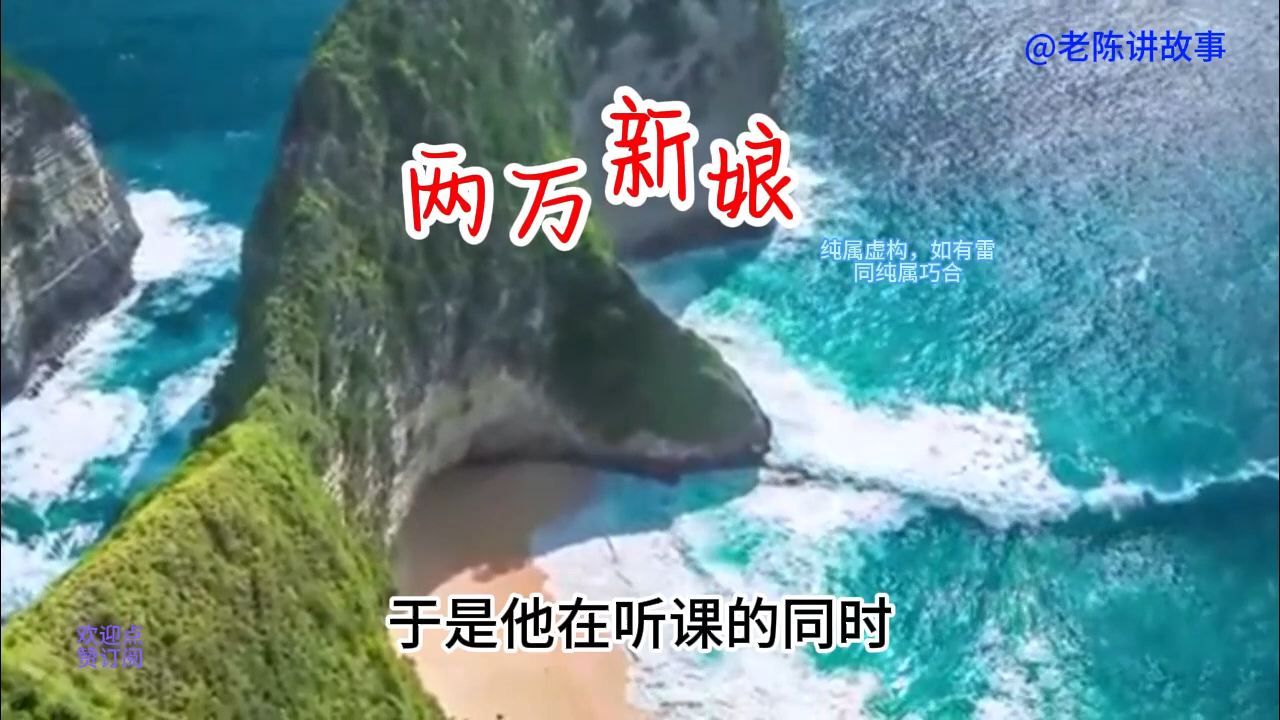 @老陈讲故事
两万新娘
纯属虚构，如有雷
同纯属巧合
于是他在听课的同时
欢迎点
赞订阅